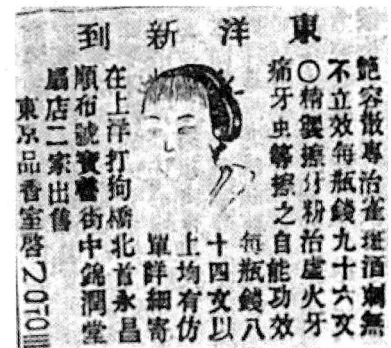 東洋新到
艷容散專治雀斑酒刺無
不立效每瓶錢九十六文
〇精製擦牙粉治虛火牙
痛牙虫等擦之自能功效
每瓶錢八
十四文以
上均有仿
單詳細寄
在上洋打狗橋北首永昌
順布號寶善街中錦潤堂
扇店二家出售
東京品香室啓